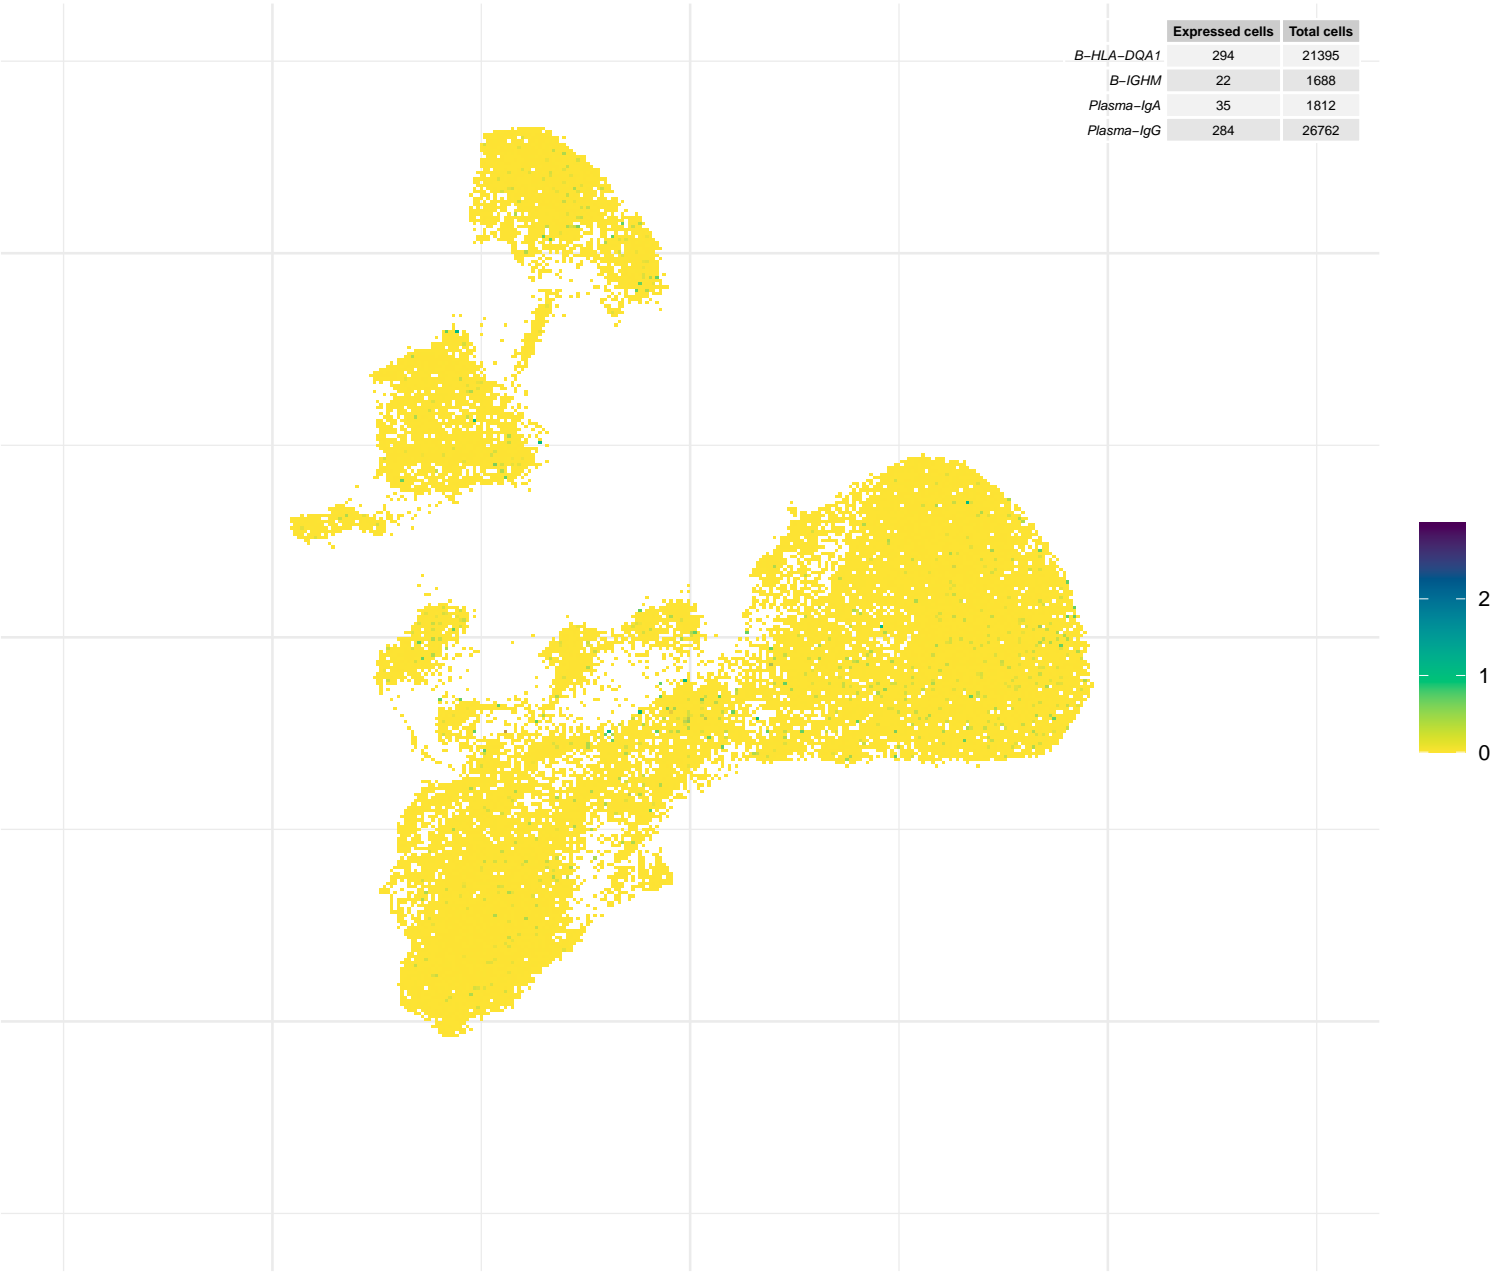 Expressed cells Total cells
B−HLA−DQA1 294 21395
B−IGHM 22 1688
Plasma−IgA 35 1812
Plasma−IgG 284 26762
2
1
0